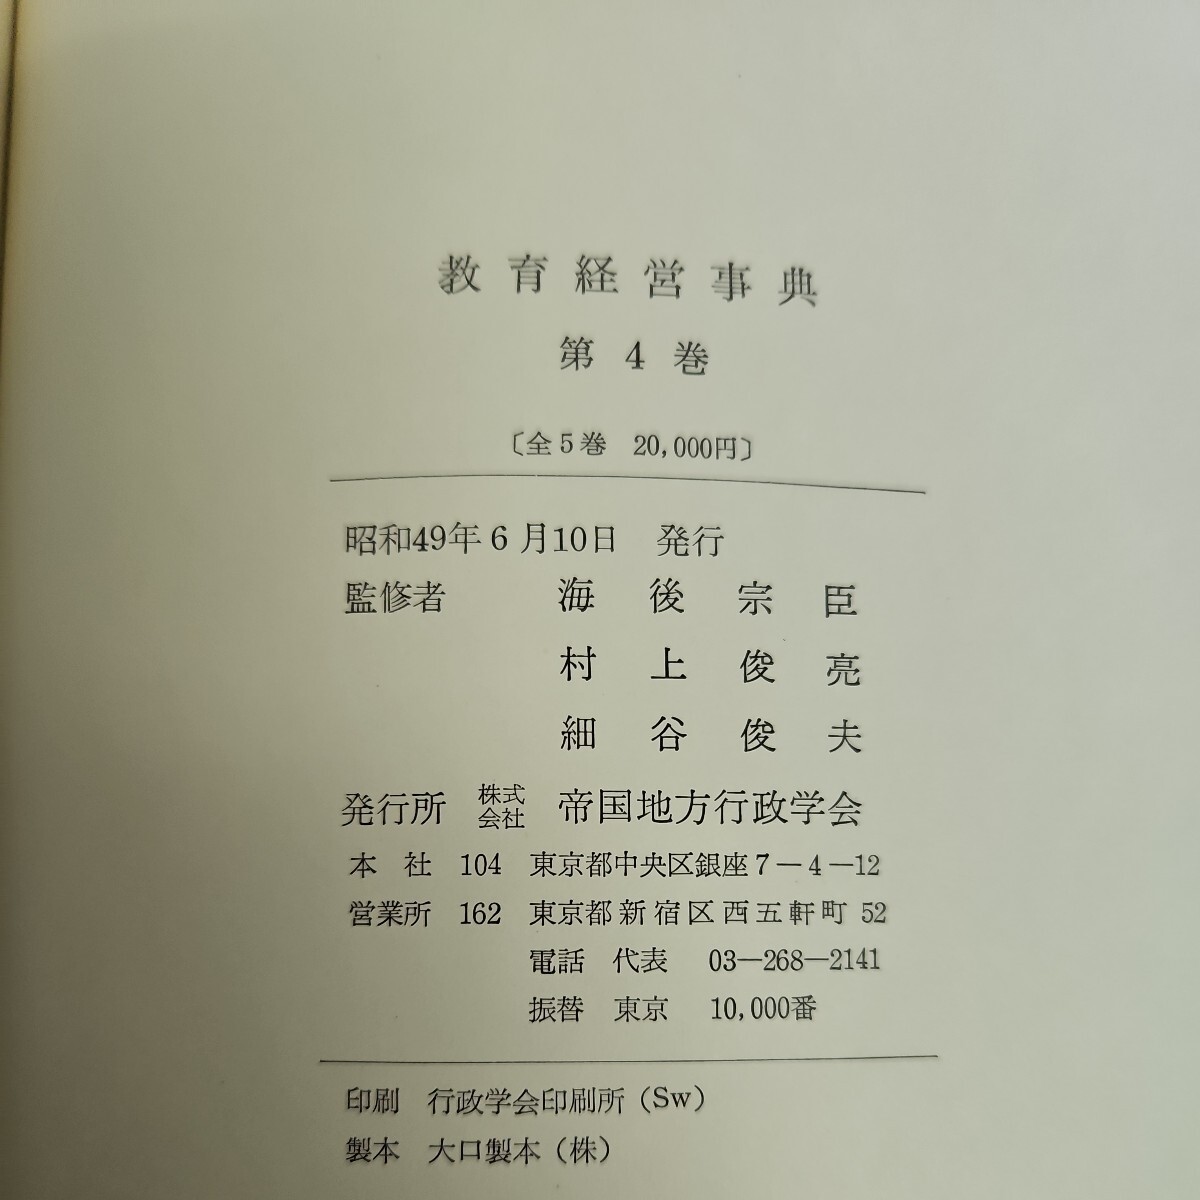 教育経営事典
第4巻
〔全5巻 20,000円〕
昭和49年6月10日 発行
監修者 海後宗臣
村上俊亮
細谷俊夫
発行所 株式会社 帝国地方行政学会
本社 104 東京都中央区銀座7―4―12
営業所 162 東京都新宿区西五軒町52
電話 代表 03―268―2141
振替 東京 10,000番
印刷 行政学会印刷所(Sw)
製本 大口製本(株)